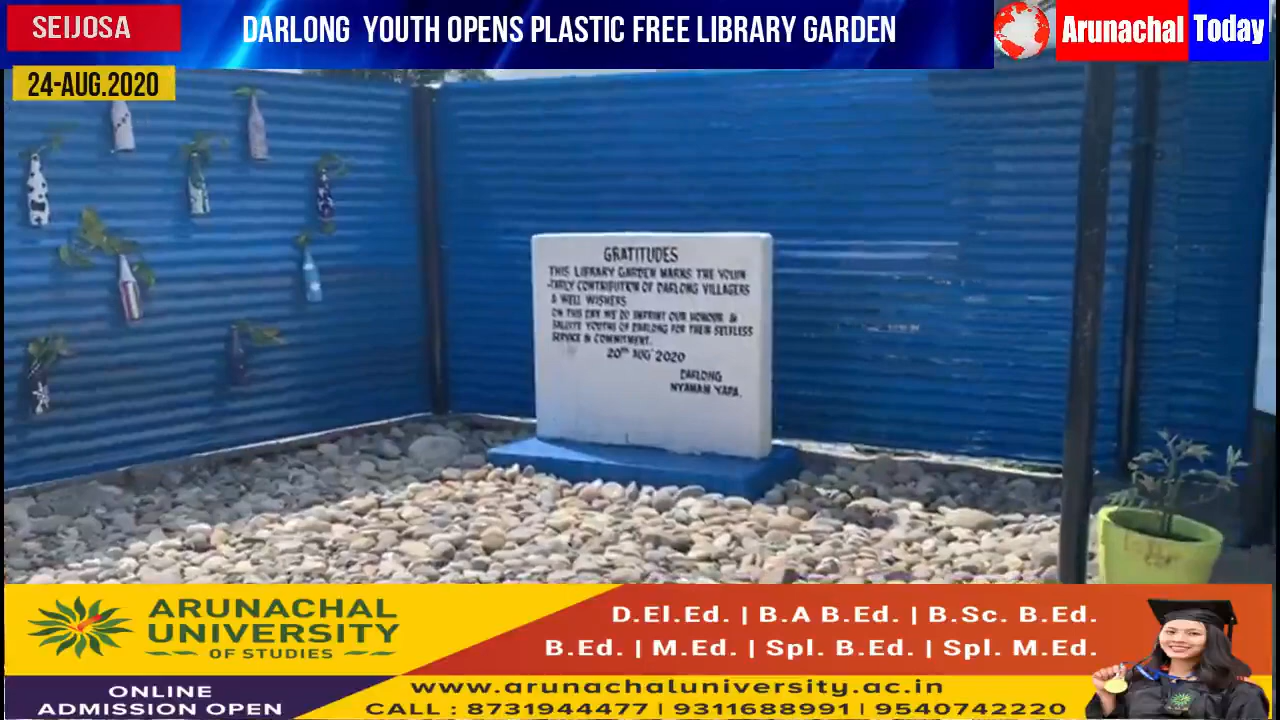 SEIJOSA
DARLONG YOUTH OPENS PLASTIC FREE LIBRARY GARDEN
Arunachal Today
24-AUG.2020
GRATITUDES
THIS LIBRARY GARDEN MARKS THE VOLUN
-TARLY CONTRIBUTION OF DARLONG VILLAGERS
& WELL WISHERS
ON THIS DAY WE DO IMPRINT OUR HONOUR &
SALUTE YOUTHS OF DARLONG FOR THEIR SELFLESS
SERVICE & COMMITMENT.
20TH AUG' 2020
DARLONG
NYAMAN YAPA.
ARUNACHAL
UNIVERSITY
OF STUDIES
D.El.Ed. | B.A B.Ed. | B.Sc. B.Ed.
B.Ed. | M.Ed. | Spl. B.Ed. | Spl. M.Ed.
ONLINE
ADMISSION OPEN
www.arunachaluniversity.ac.in
CALL : 8731944477 | 9311688991 | 9540742220